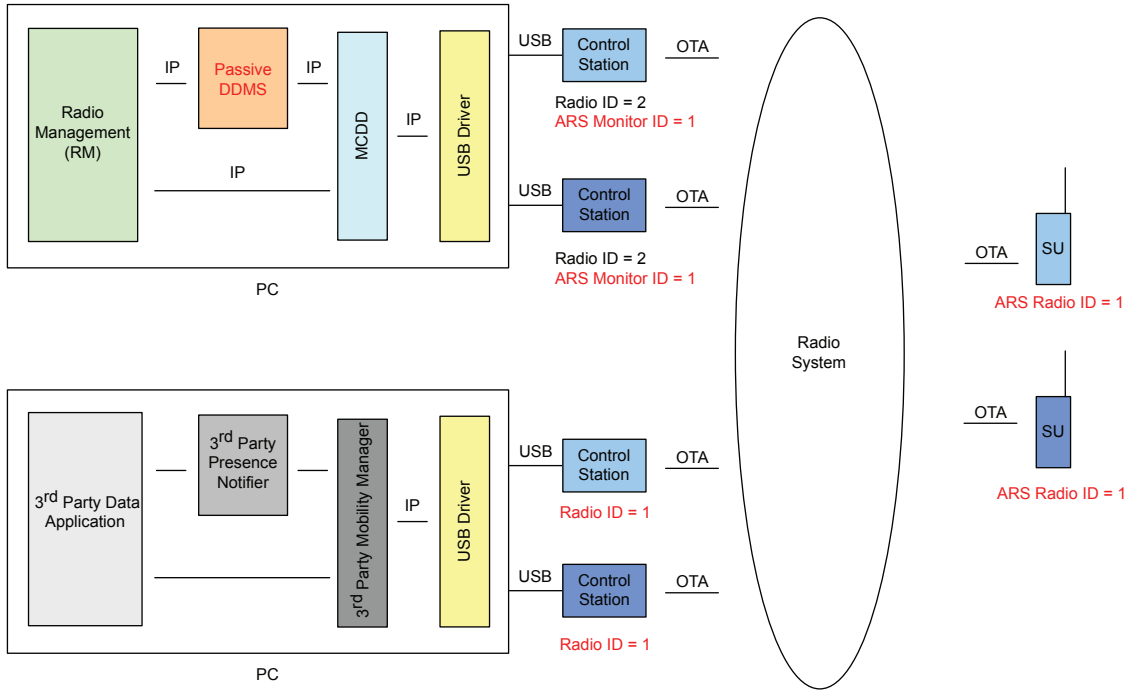 Radio
Management
(RM)
IP
Passive
DDMS
IP
IP
MCDD
IP
USB Driver
USB
Control
Station
OTA
Radio ID = 2
ARS Monitor ID = 1
USB
Control
Station
OTA
Radio ID = 2
ARS Monitor ID = 1
PC
Radio
System
OTA
SU
ARS Radio ID = 1
OTA
SU
ARS Radio ID = 1
3rd Party Data
Application
3rd Party
Presence
Notifier
3rd Party Mobility Manager
IP
USB Driver
USB
Control
Station
OTA
Radio ID = 1
USB
Control
Station
OTA
Radio ID = 1
PC